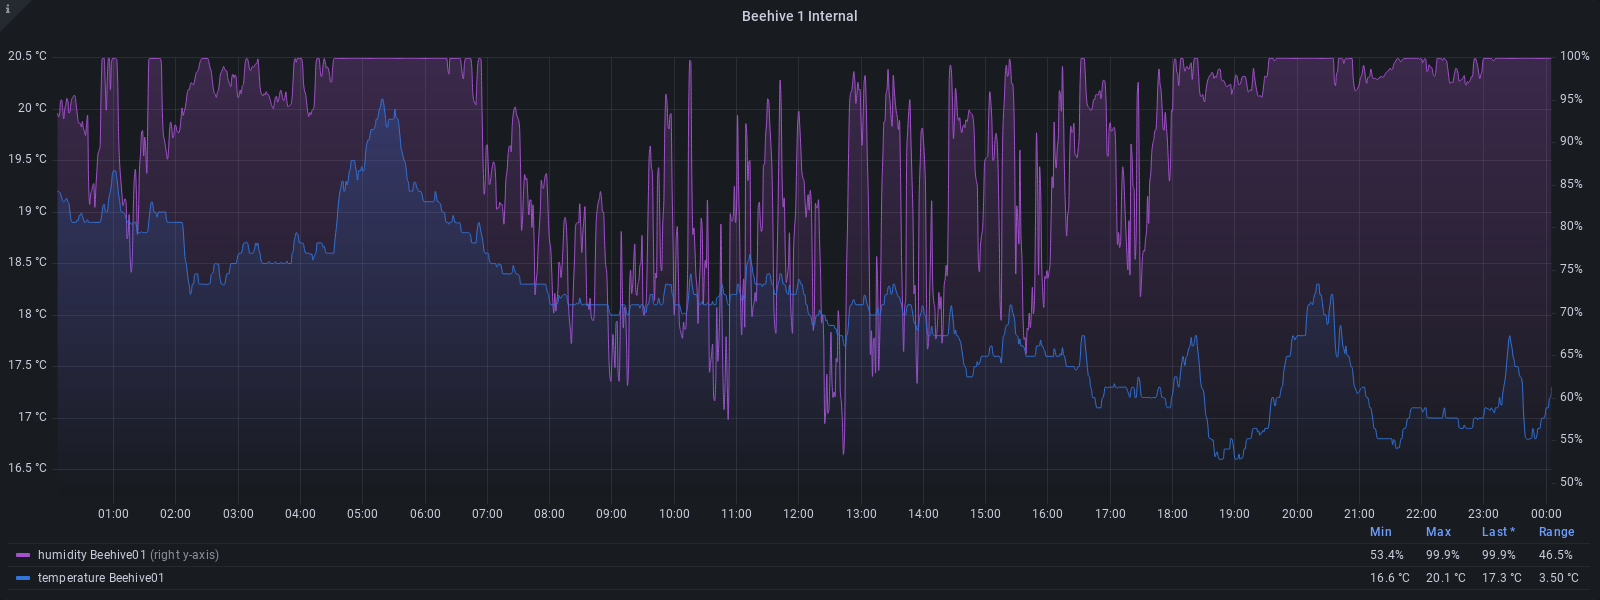 i
Beehive 1 Internal
20.5 °C 100%
20 °C 95%
19.5 °C 90%
19 °C 85%
18.5 °C 80%
18 °C 75%
17.5 °C 70%
17 °C 65%
16.5 °C 60%
55%
50%
01:00 02:00 03:00 04:00 05:00 06:00 07:00 08:00 09:00 10:00 11:00 12:00 13:00 14:00 15:00 16:00 17:00 18:00 19:00 20:00 21:00 22:00 23:00 00:00
Min Max Last * Range
humidity Beehive01 (right y-axis) 53.4% 99.9% 99.9% 46.5%
temperature Beehive01 16.6 °C 20.1 °C 17.3 °C 3.50 °C